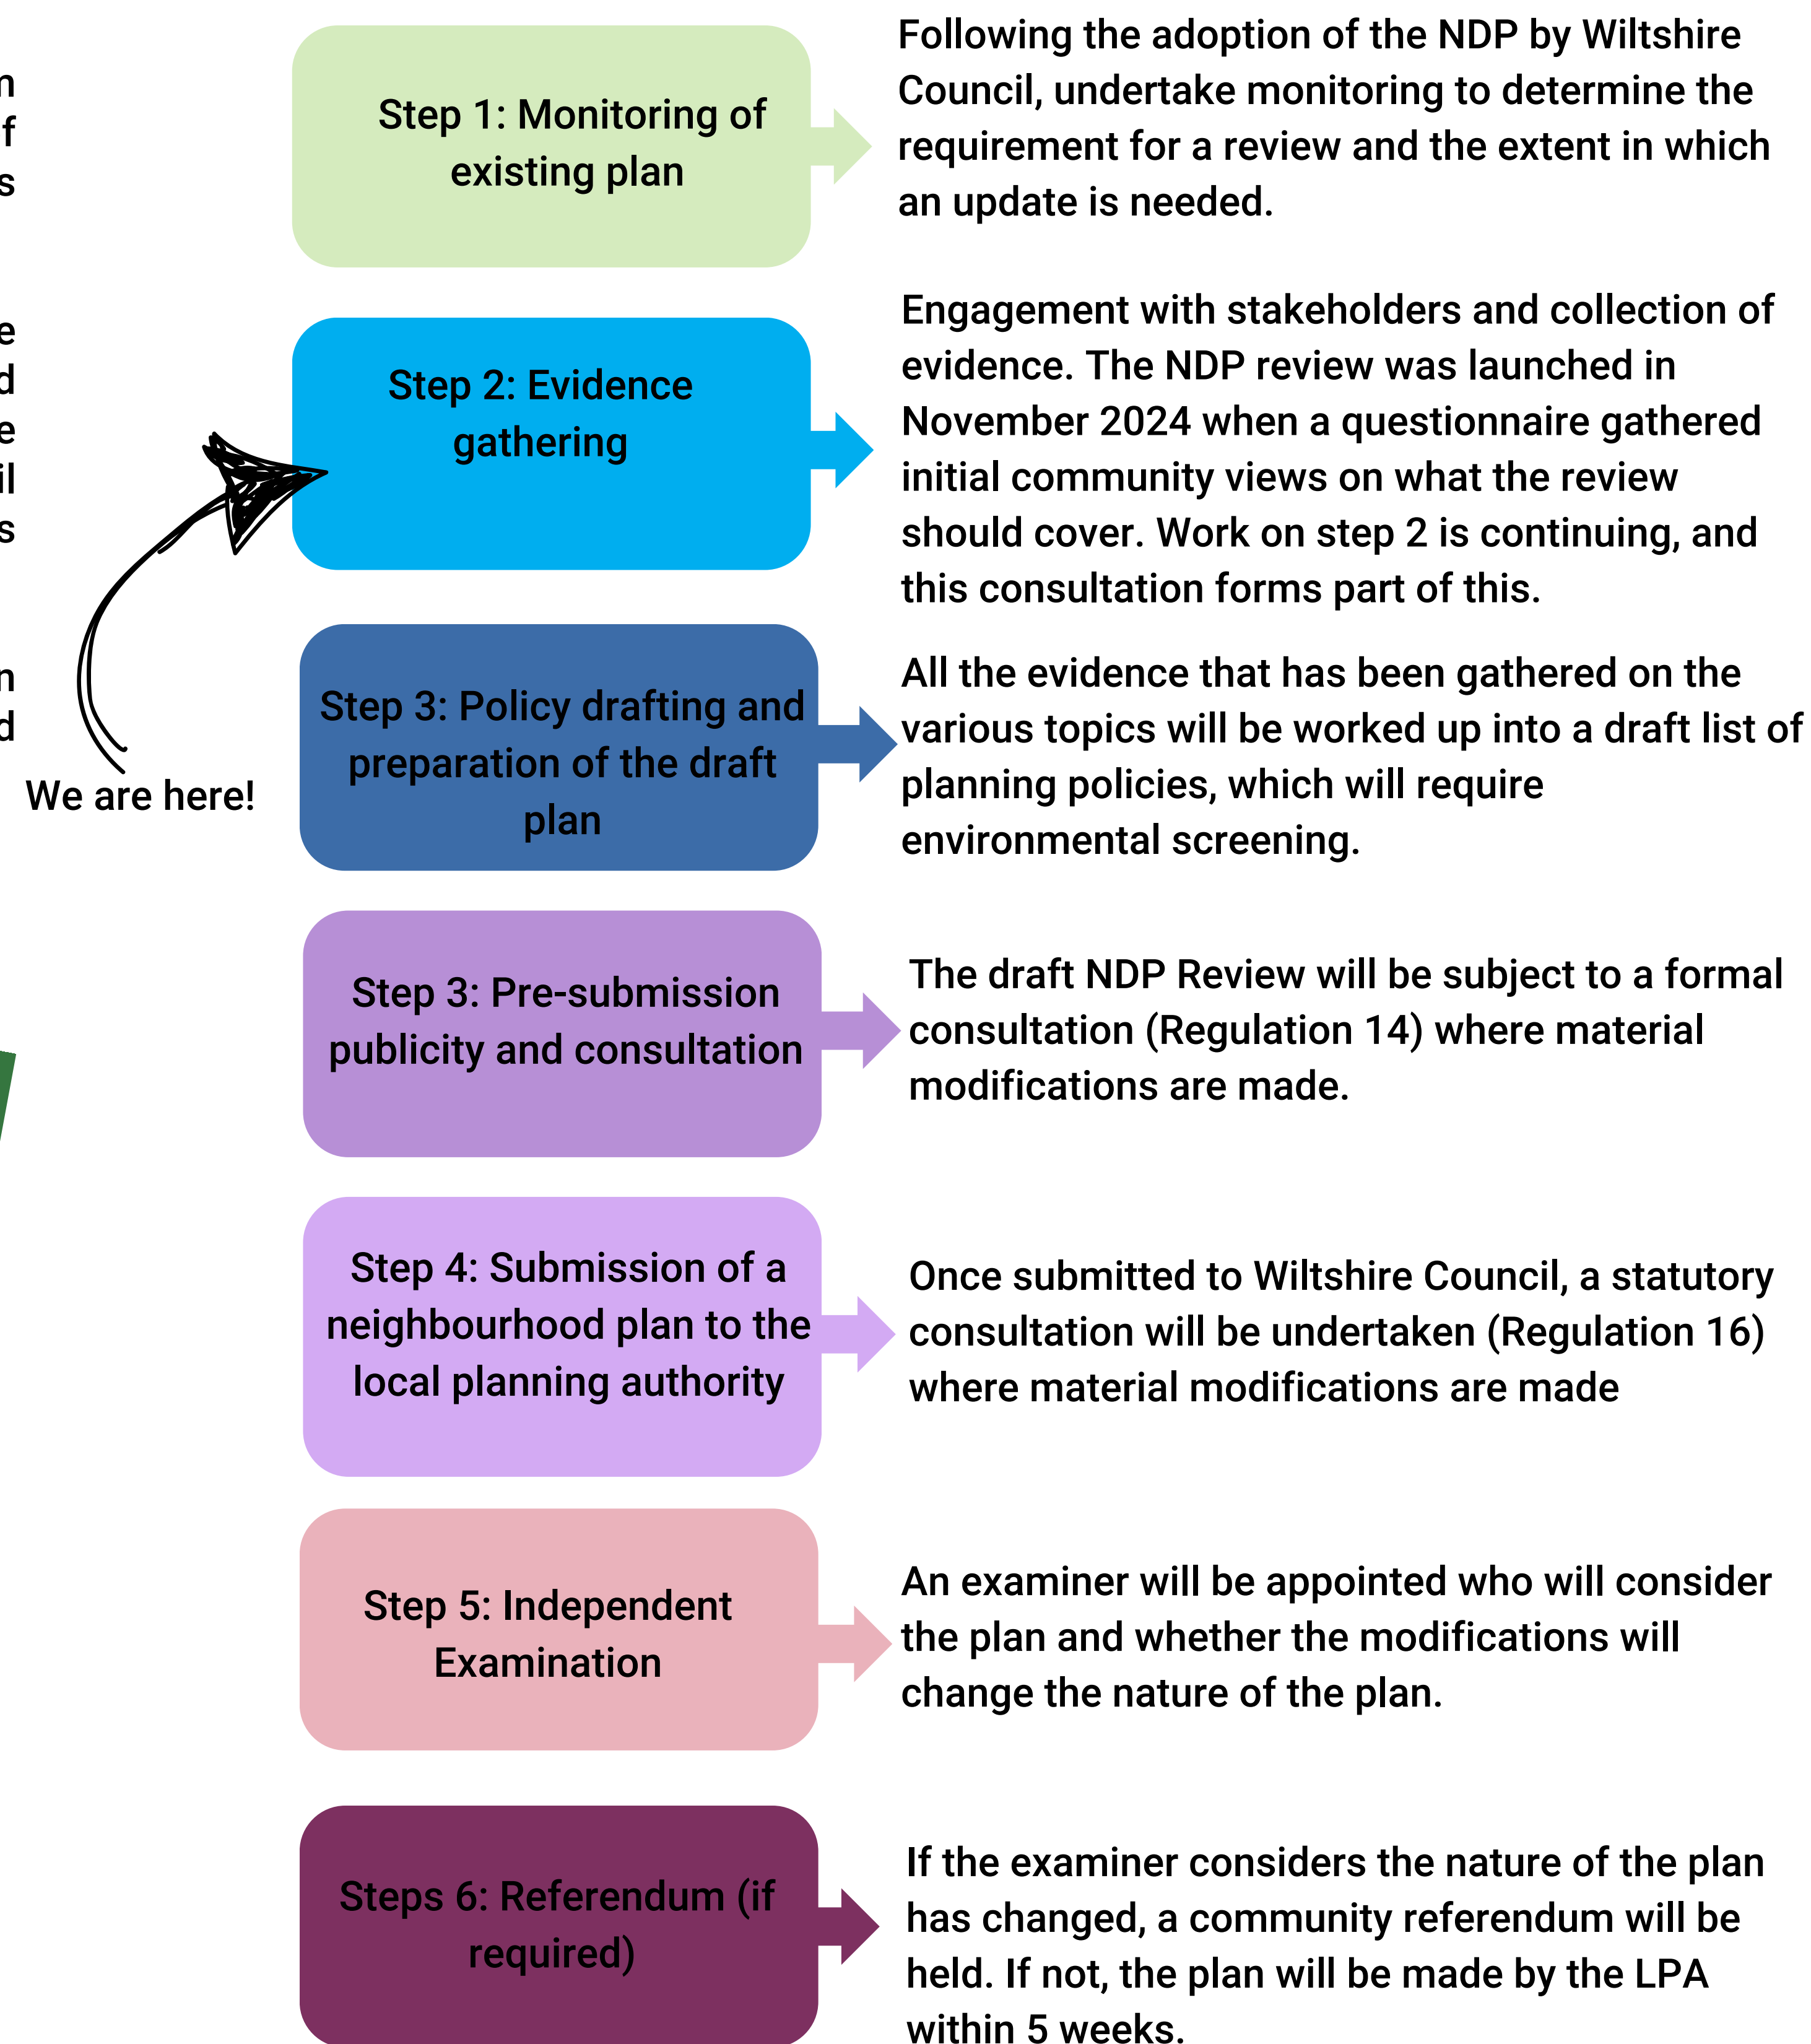 m
f
s
e
d
e
il
s
n
d
We are here!
Step 1: Monitoring of
existing plan
Following the adoption of the NDP by Wiltshire
Council, undertake monitoring to determine the
requirement for a review and the extent in which
an update is needed.
Step 2: Evidence
gathering
Engagement with stakeholders and collection of
evidence. The NDP review was launched in
November 2024 when a questionnaire gathered
initial community views on what the review
should cover. Work on step 2 is continuing, and
this consultation forms part of this.
Step 3: Policy drafting and
preparation of the draft
plan
All the evidence that has been gathered on the
various topics will be worked up into a draft list of
planning policies, which will require
environmental screening.
Step 3: Pre-submission
publicity and consultation
The draft NDP Review will be subject to a formal
consultation (Regulation 14) where material
modifications are made.
Step 4: Submission of a
neighbourhood plan to the
local planning authority
Once submitted to Wiltshire Council, a statutory
consultation will be undertaken (Regulation 16)
where material modifications are made
Step 5: Independent
Examination
An examiner will be appointed who will consider
the plan and whether the modifications will
change the nature of the plan.
Steps 6: Referendum (if
required)
If the examiner considers the nature of the plan
has changed, a community referendum will be
held. If not, the plan will be made by the LPA
within 5 weeks.